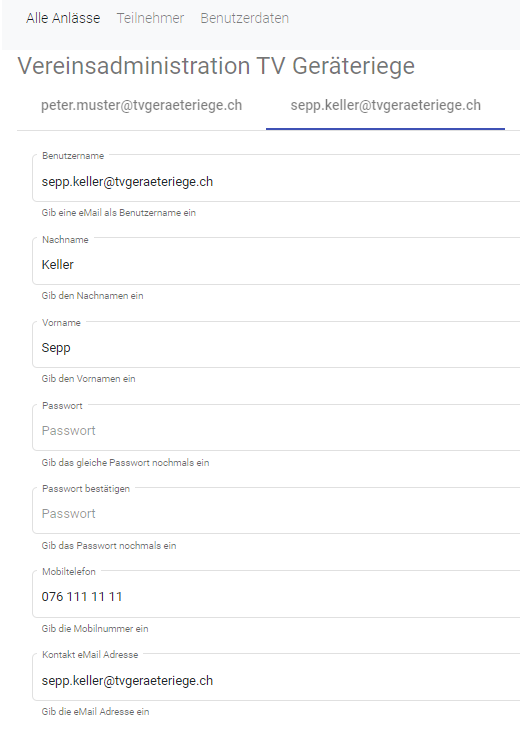 Alle Anlässe Teilnehmer Benutzerdaten
Vereinsadministration TV Geräteriege
peter.muster@tvgeraeteriege.ch sepp.keller@tvgeraeteriege.ch
Benutzername
sepp.keller@tvgeraeteriege.ch
Gib eine eMail als Benutzername ein
Nachname
Keller
Gib den Nachnamen ein
Vorname
Sepp
Gib den Vornamen ein
Passwort
Passwort
Gib das gleiche Passwort nochmals ein
Passwort bestätigen
Passwort
Gib das Passwort nochmals ein
Mobiltelefon
076 111 11 11
Gib die Mobilnummer ein
Kontakt eMail Adresse
sepp.keller@tvgeraeteriege.ch
Gib die eMail Adresse ein